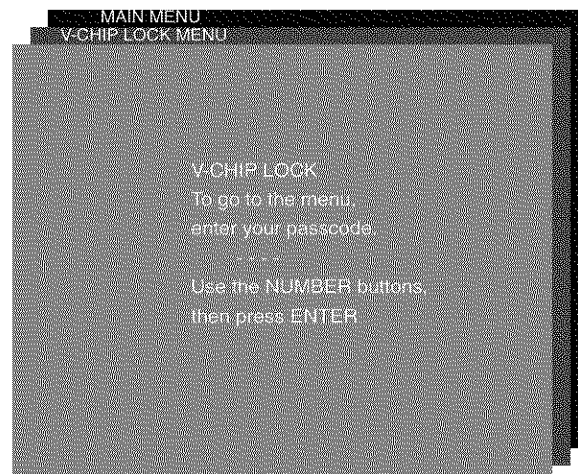 MAIN MENU
V-CHIP LOCK MENU
V-CHIP LOCK
To go to the menu,
enter your passcode.
- - - -
Use the NUMBER buttons,
then press ENTER